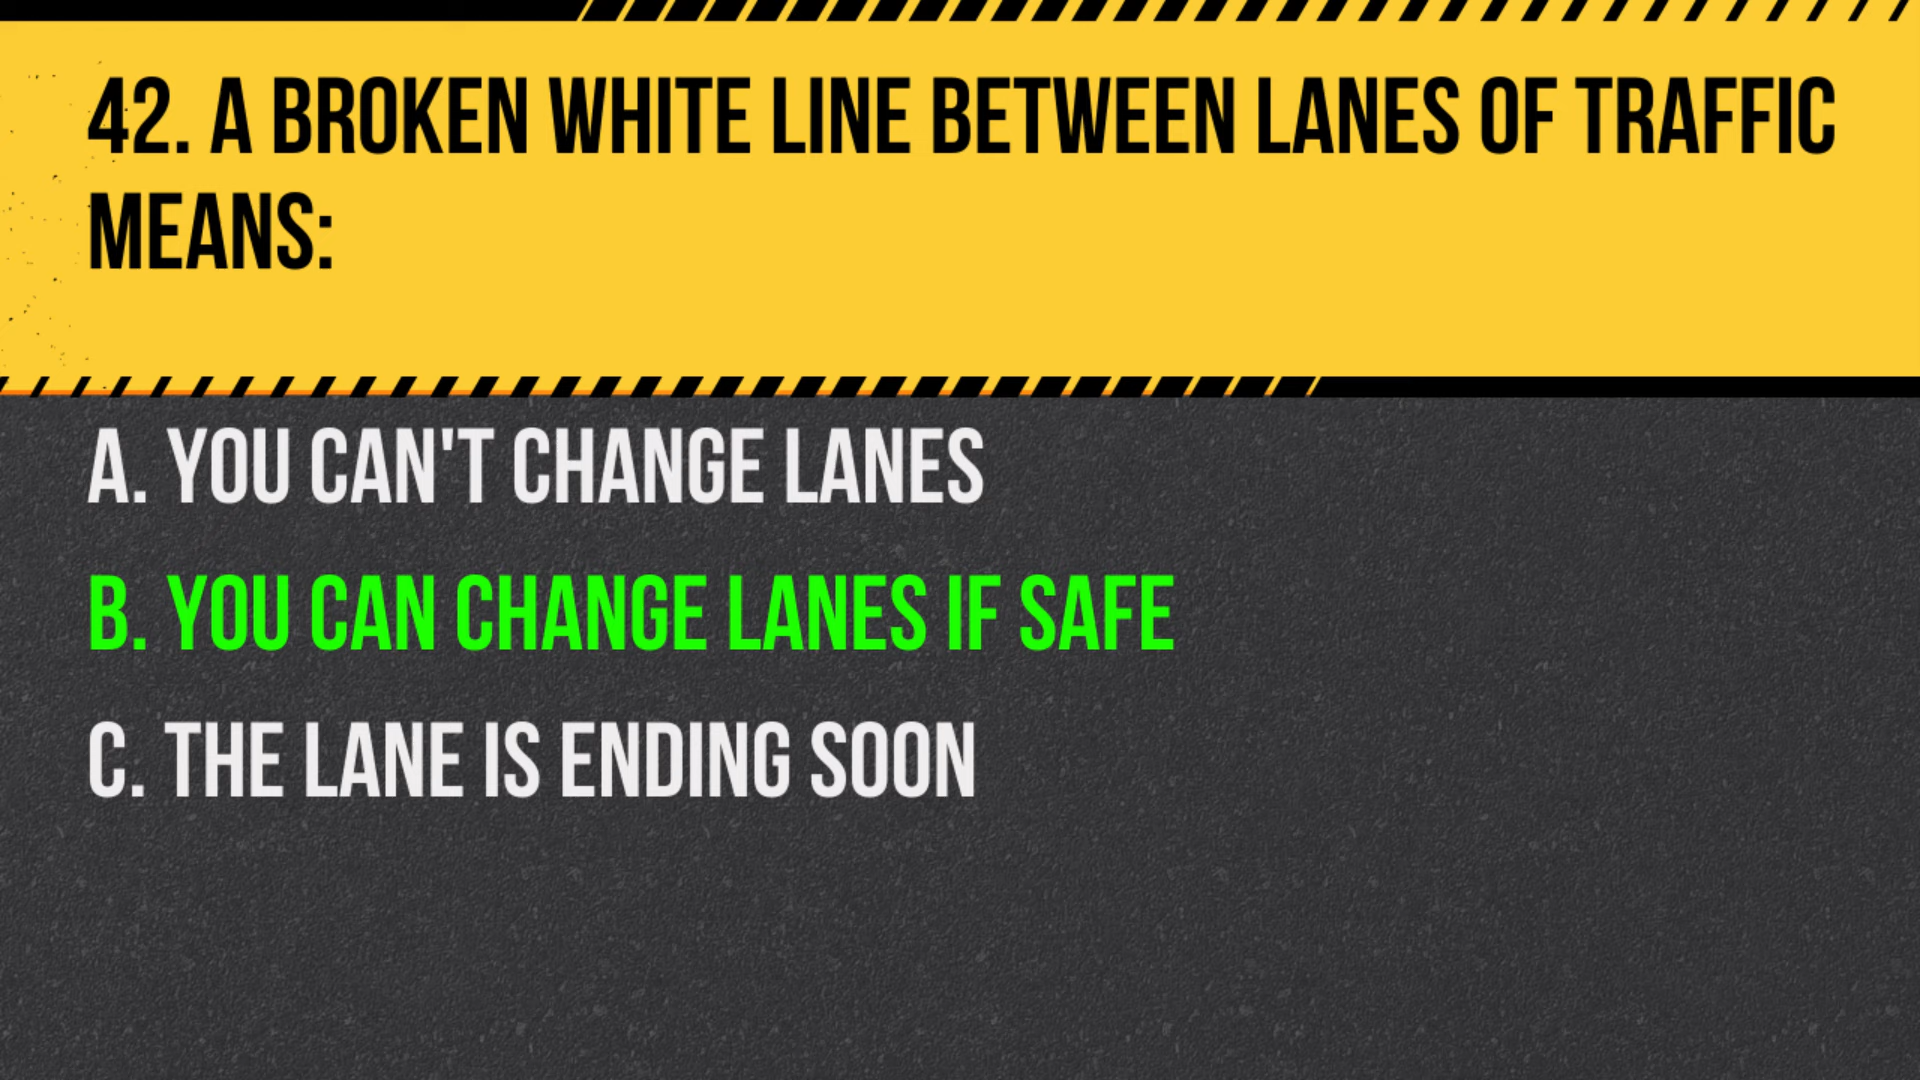 42. A BROKEN WHITE LINE BETWEEN LANES OF TRAFFIC
MEANS:
A. YOU CAN'T CHANGE LANES
B. YOU CAN CHANGE LANES IF SAFE
C. THE LANE IS ENDING SOON